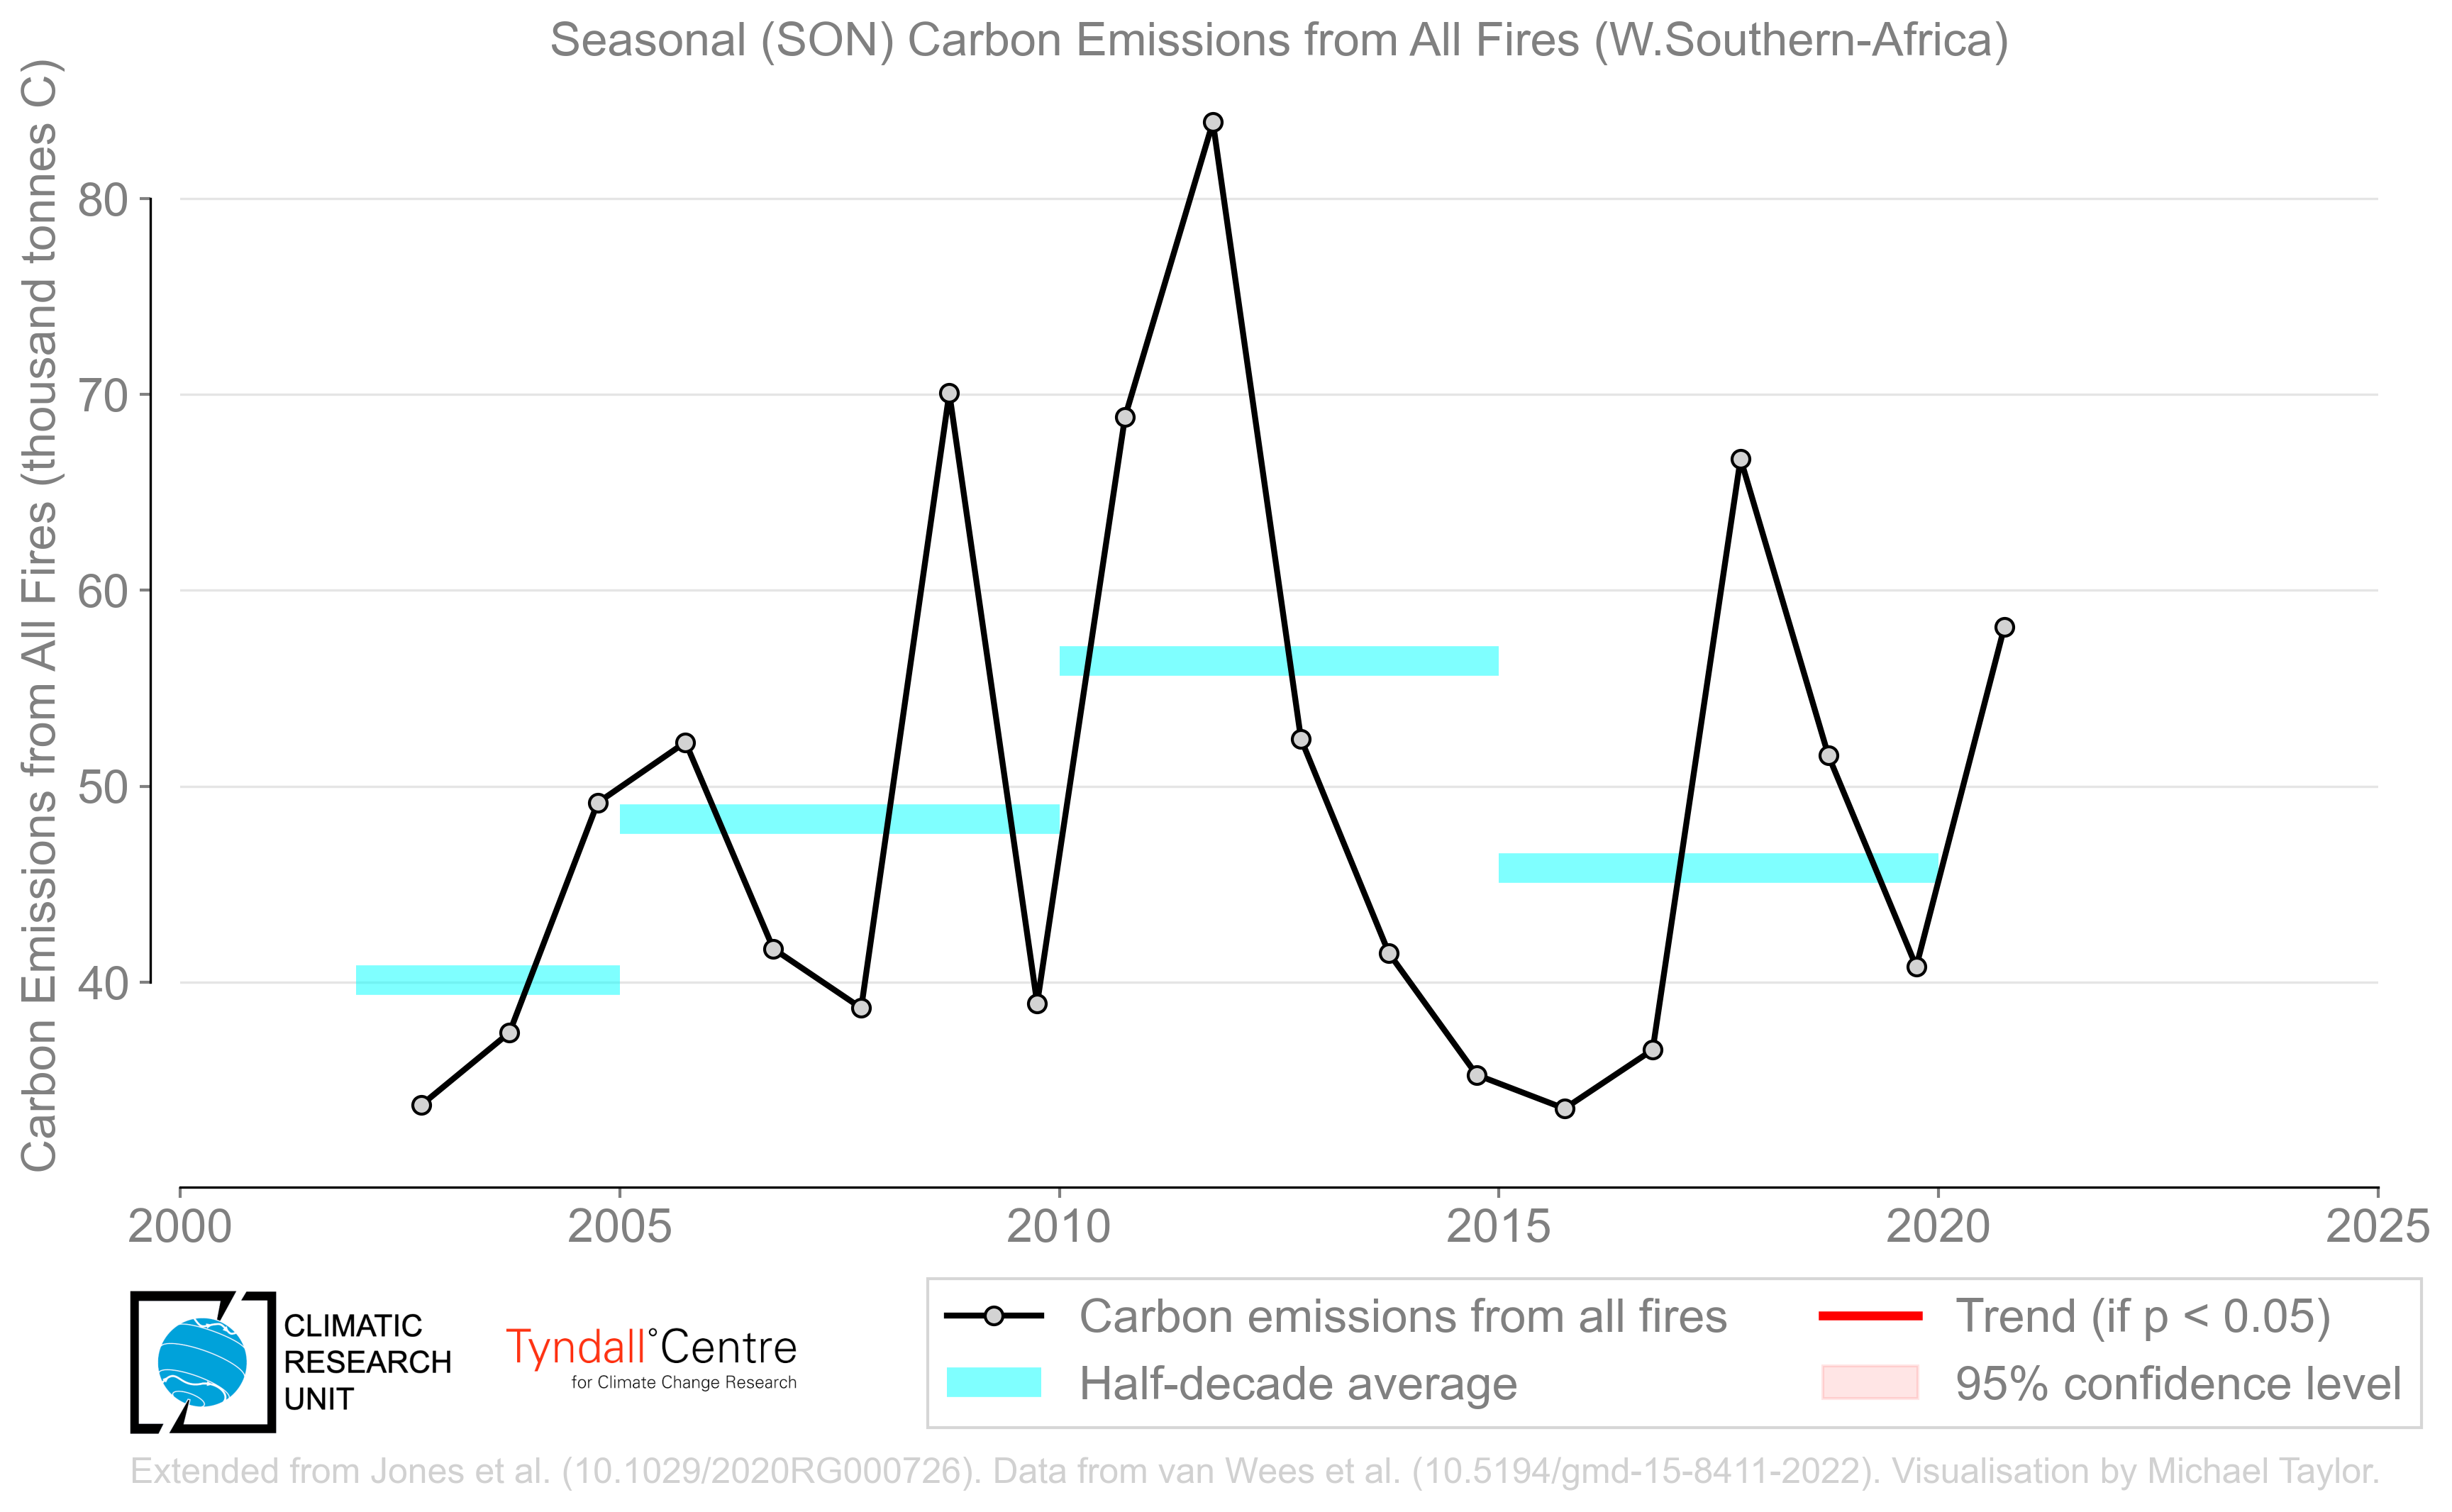 Seasonal (SON) Carbon Emissions from All Fires (W.Southern-Africa)
Carbon Emissions from All Fires (thousand tonnes C)
80
70
60
50
40
2000 2005 2010 2015 2020 2025
CLIMATIC
RESEARCH
UNIT
Tyndall°Centre
for Climate Change Research
Carbon emissions from all fires
Half-decade average
Trend (if p < 0.05)
95% confidence level
Extended from Jones et al. (10.1029/2020RG000726). Data from van Wees et al. (10.5194/gmd-15-8411-2022). Visualisation by Michael Taylor.